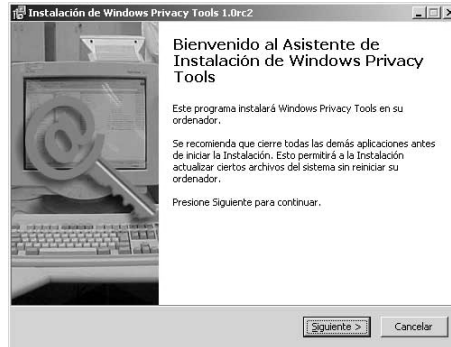 Instalación de Windows Privacy Tools 1.0rc2
Bienvenido al Asistente de
Instalación de Windows Privacy
Tools
Este programa instalará Windows Privacy Tools en su
ordenador.
Se recomienda que cierre todas las demás aplicaciones antes
de iniciar la Instalación. Esto permitirá a la Instalación
actualizar ciertos archivos del sistema sin reiniciar su
ordenador.
Presione Siguiente para continuar.
Siguiente >
Cancelar